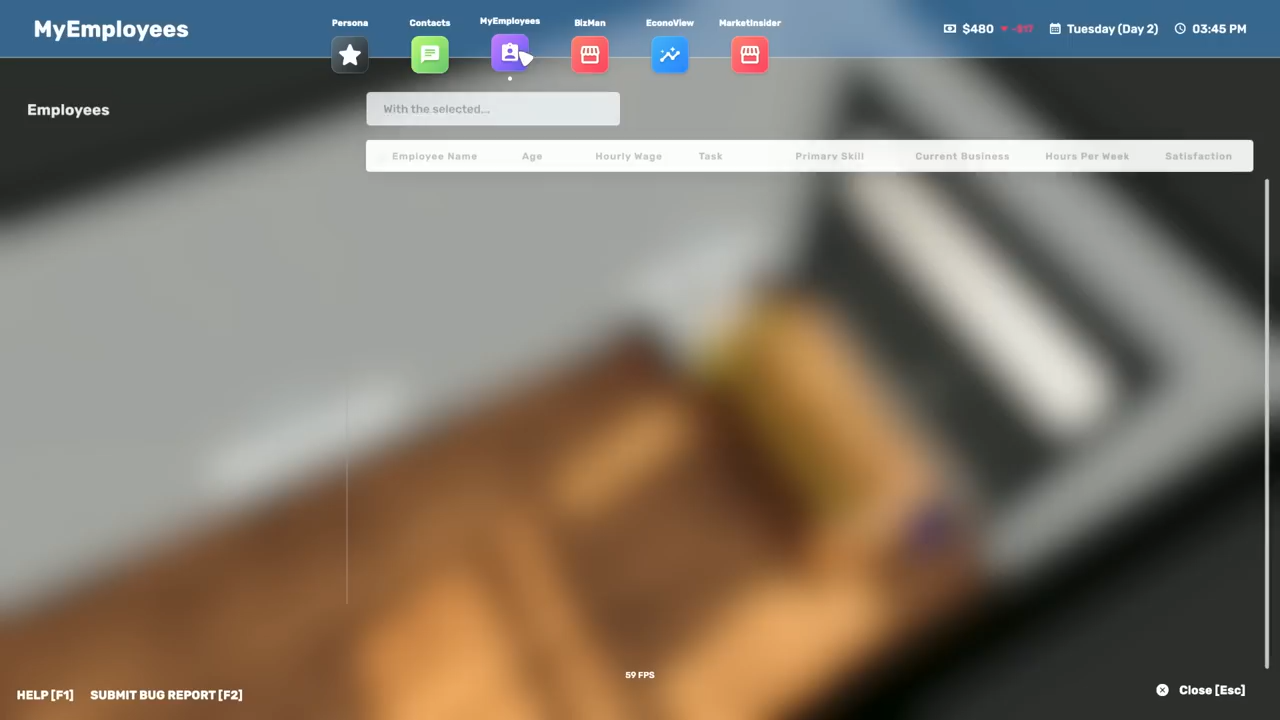 MyEmployees
Persona
Contacts
MyEmployees
BizMan
EconoView
MarketInsider
$480 -$17
Tuesday (Day 2)
03:45 PM
Employees
With the selected...
Employee Name Age Hourly Wage Task Primary Skill Current Business Hours Per Week Satisfaction
59 FPS
HELP [F1] SUBMIT BUG REPORT [F2]
Close [Esc]